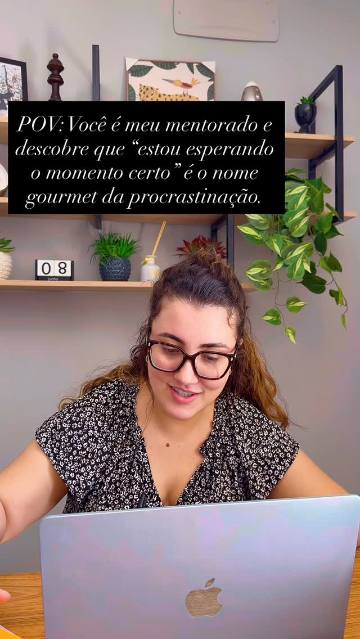 POV: Você é meu mentorado e
descobre que “estou esperando
o momento certo” é o nome
gourmet da procrastinação.
08